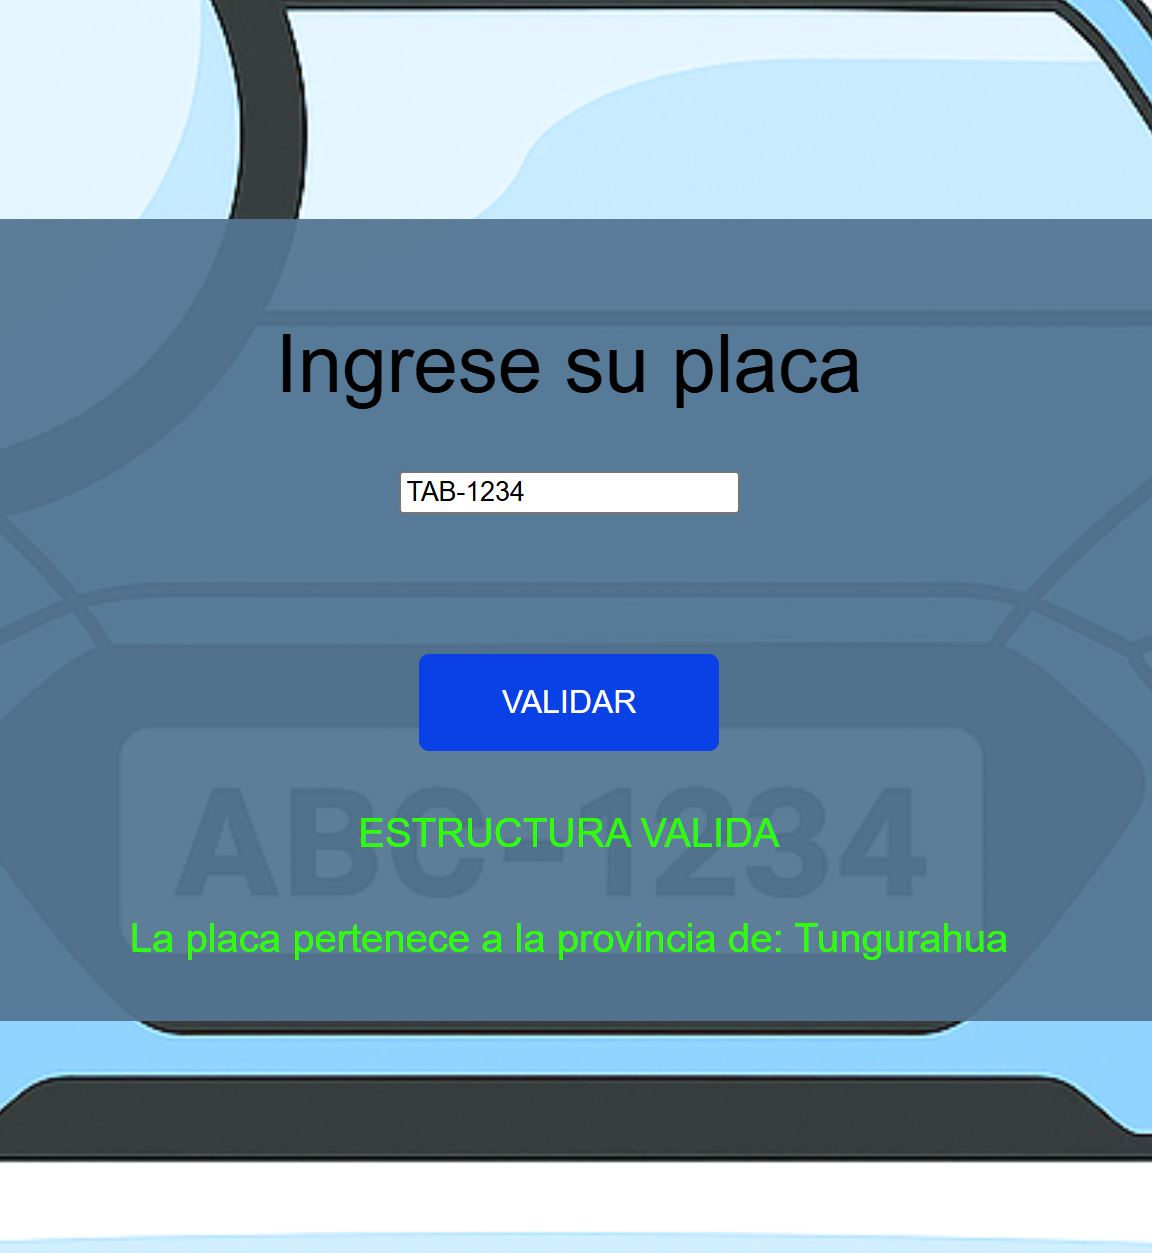 Ingrese su placa
TAB-1234
VALIDAR
ABC-1234
ESTRUCTURA VALIDA
La placa pertenece a la provincia de: Tungurahua